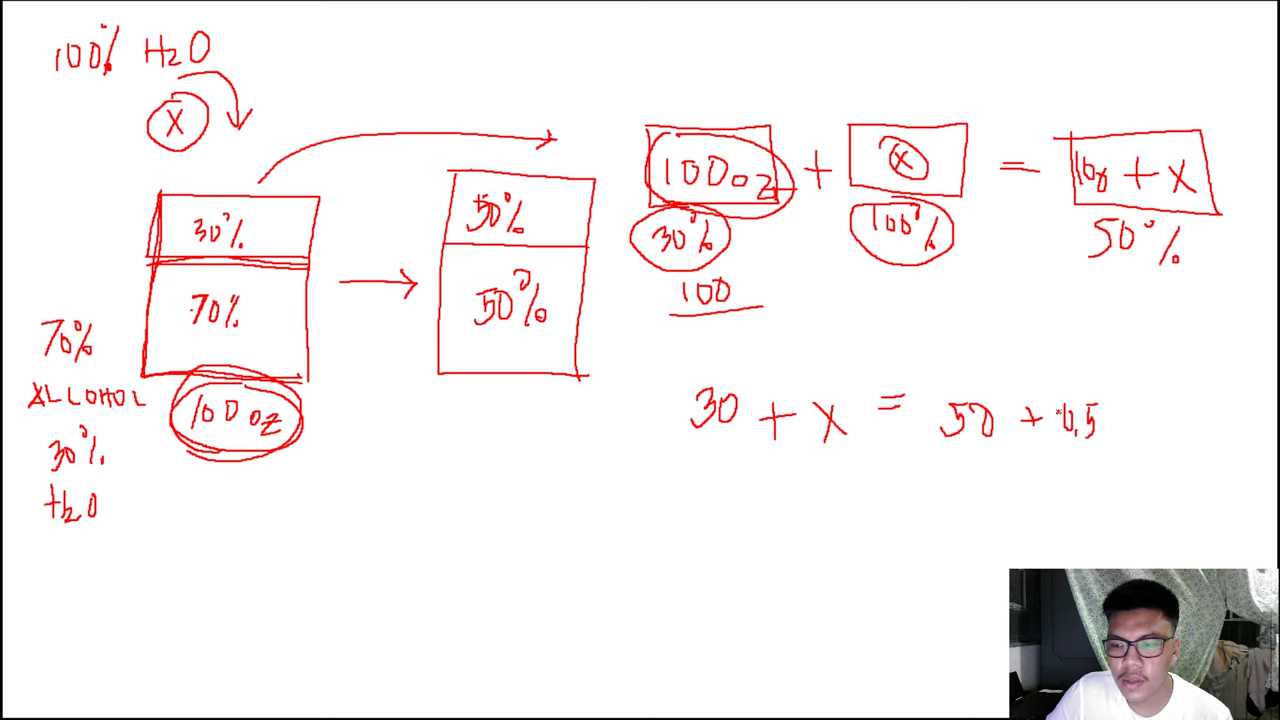 100% H2O
X
30%
70%
100 oz
70%
ALCOHOL
30%
H2O
50%
50%
100 oz + X = 100 + X
30% 100% 50%
100
30 + X = 50 + 0.5